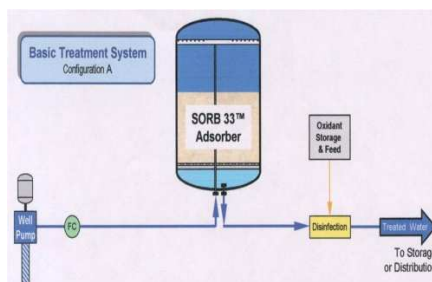 Basic Treatment System
Configuration A
SORB 33™
Adsorber
Oxidant
Storage
& Feed
Well
Pump
FC
Disinfection
Treated Water
To Storag
or Distributio